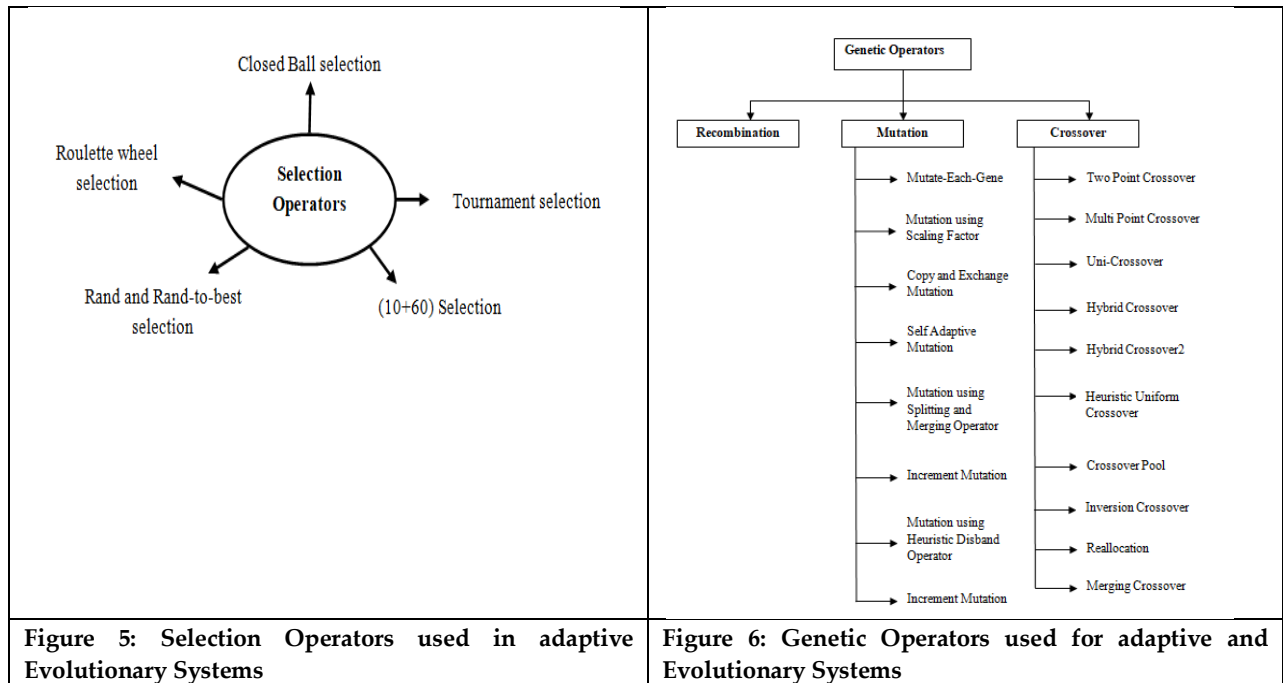 Closed Ball selection
Roulette wheel
selection
Selection
Operators
Tournament selection
Rand and Rand-to-best
selection
(10+60) Selection
Figure 5: Selection Operators used in adaptive
Evolutionary Systems
Genetic Operators
Recombination
Mutation
Crossover
Mutate-Each-Gene
Mutation using
Scaling Factor
Copy and Exchange
Mutation
Self Adaptive
Mutation
Mutation using
Splitting and
Merging Operator
Increment Mutation
Mutation using
Heuristic Disband
Operator
Increment Mutation
Two Point Crossover
Multi Point Crossover
Uni-Crossover
Hybrid Crossover
Hybrid Crossover2
Heuristic Uniform
Crossover
Crossover Pool
Inversion Crossover
Reallocation
Merging Crossover
Figure 6: Genetic Operators used for adaptive and
Evolutionary Systems